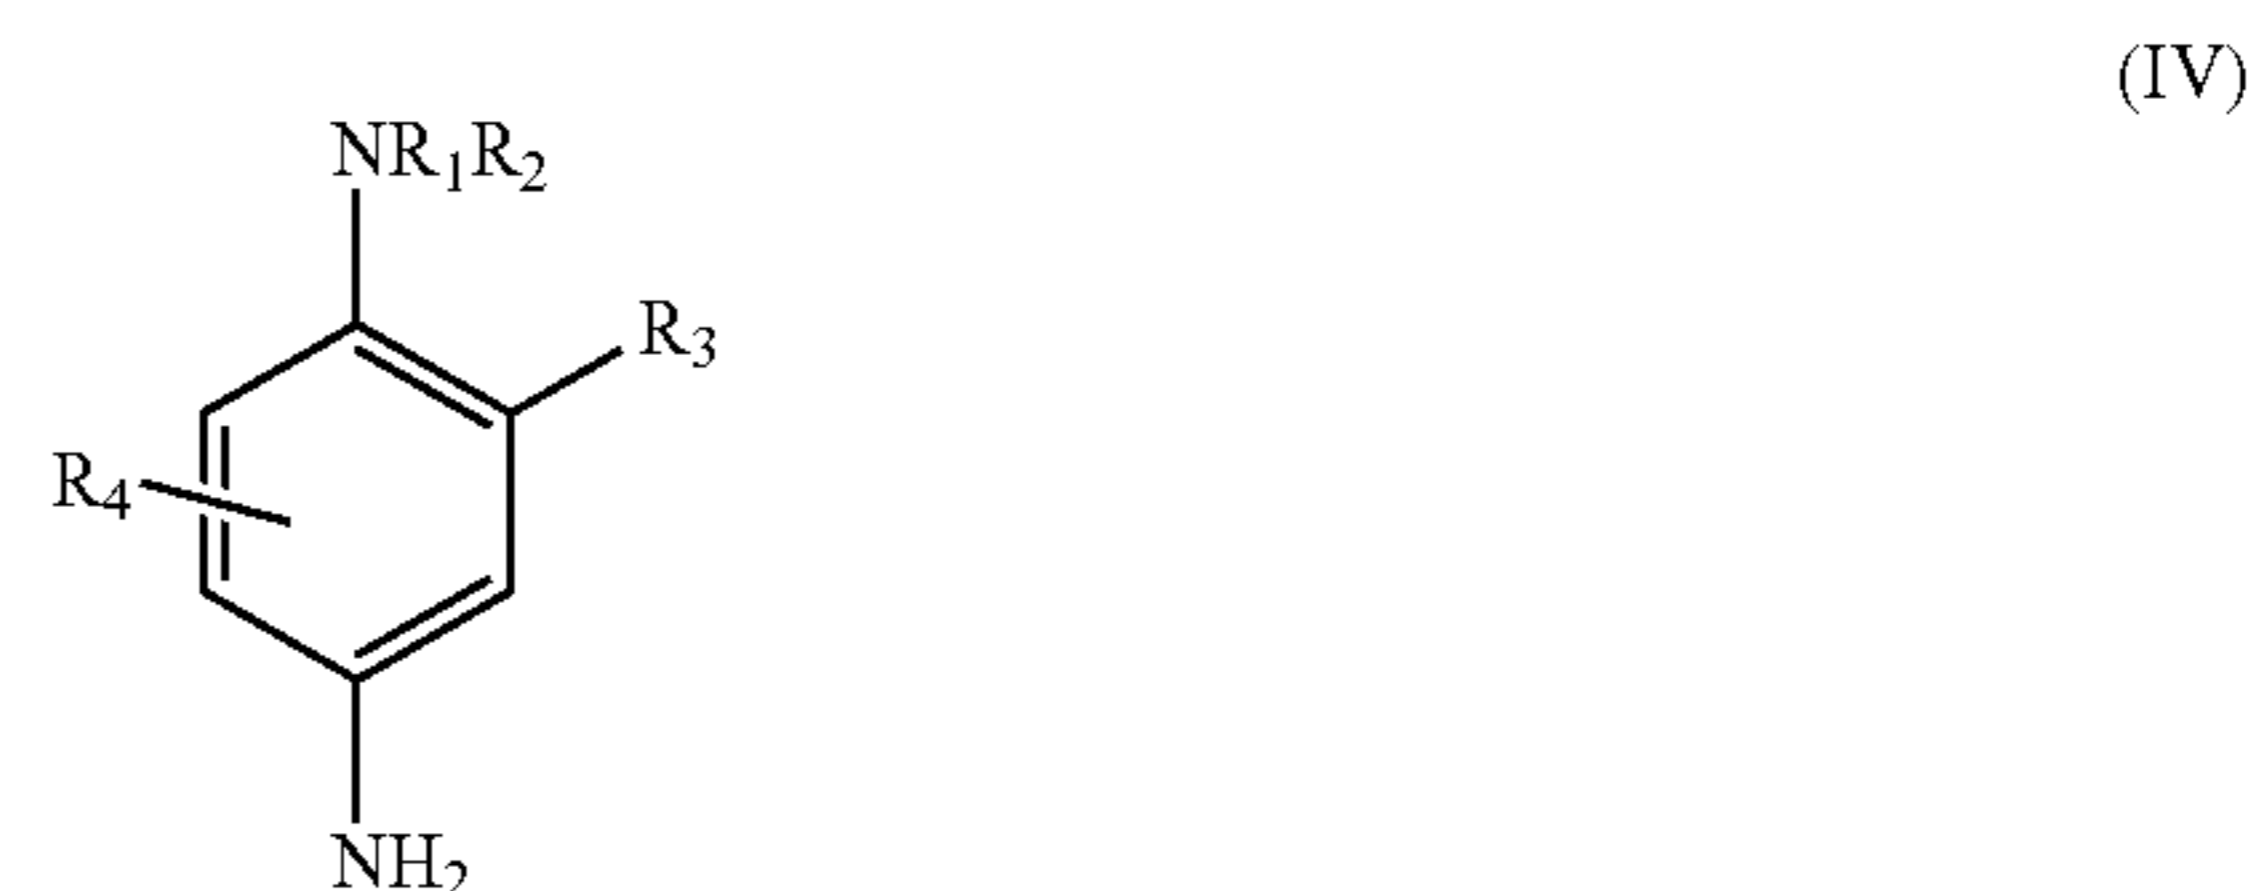 (IV)
NR₁R₂
R₃
R₄
NH₂